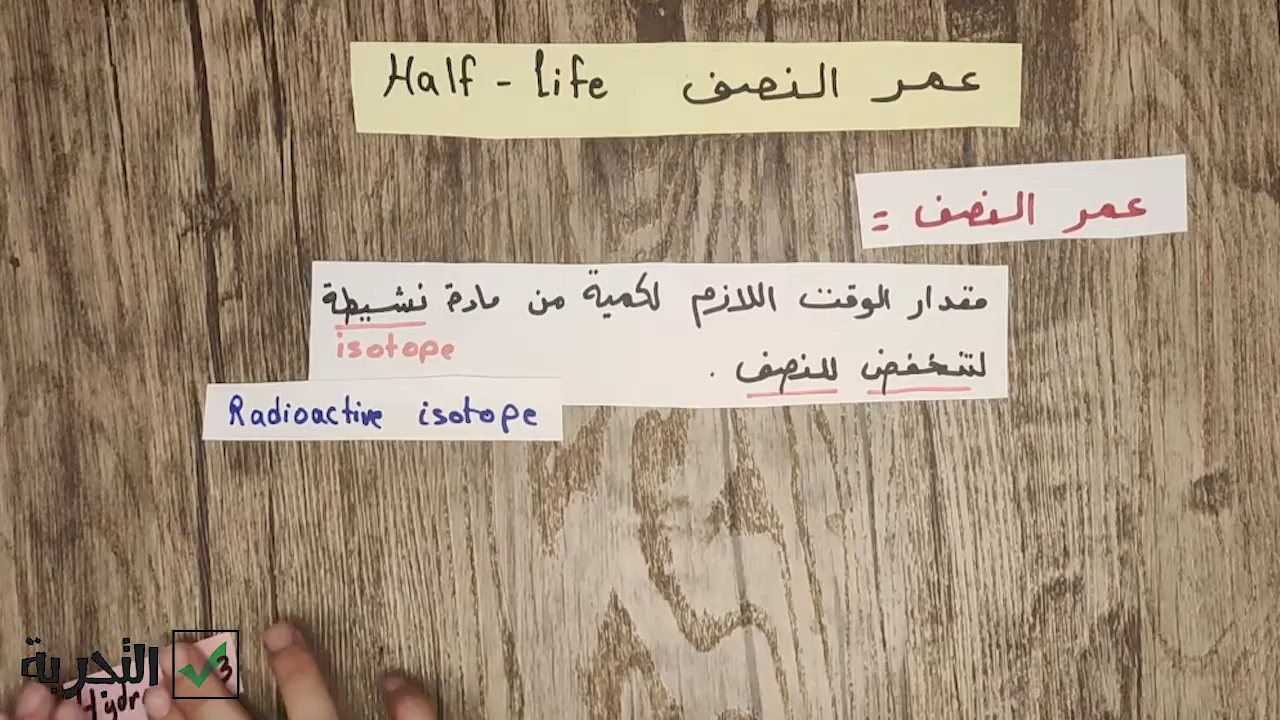 عمر النصف Half-life
عمر النصف =
مقدار الوقت اللازم لكمية من مادة نشيطة
isotope
لتنخفض للنصف .
Radioactive isotope
التجربة
3